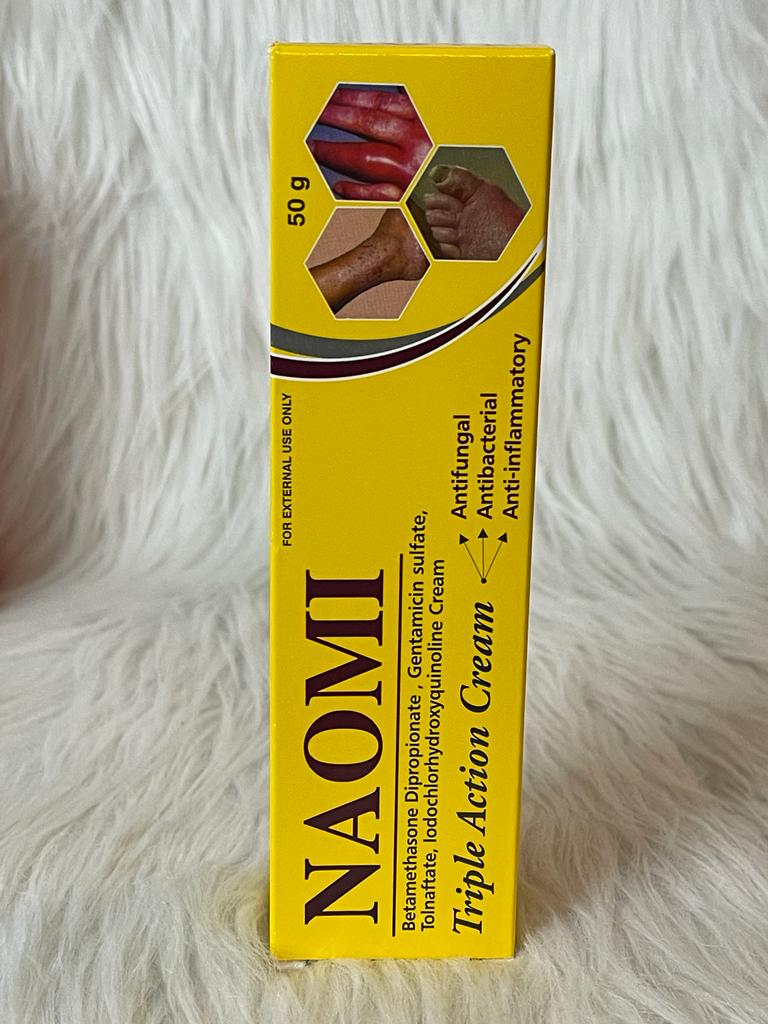 50 g
FOR EXTERNAL USE ONLY
NAOMI
Betamethasone Dipropionate , Gentamicin sulfate,
Tolnaftate, Iodochlorhydroxyquinoline Cream
Triple Action Cream
Antifungal
Antibacterial
Anti-inflammatory